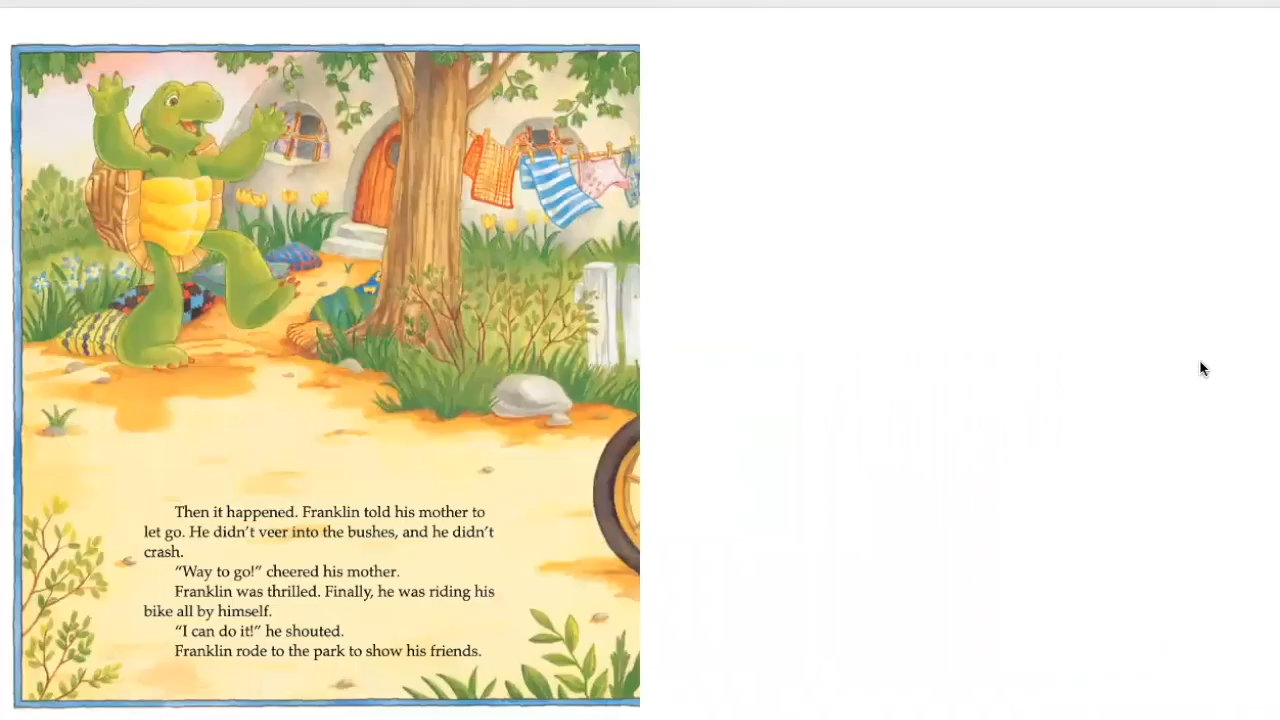 Then it happened. Franklin told his mother to
let go. He didn’t veer into the bushes, and he didn’t
crash.
“Way to go!” cheered his mother.
Franklin was thrilled. Finally, he was riding his
bike all by himself.
“I can do it!” he shouted.
Franklin rode to the park to show his friends.